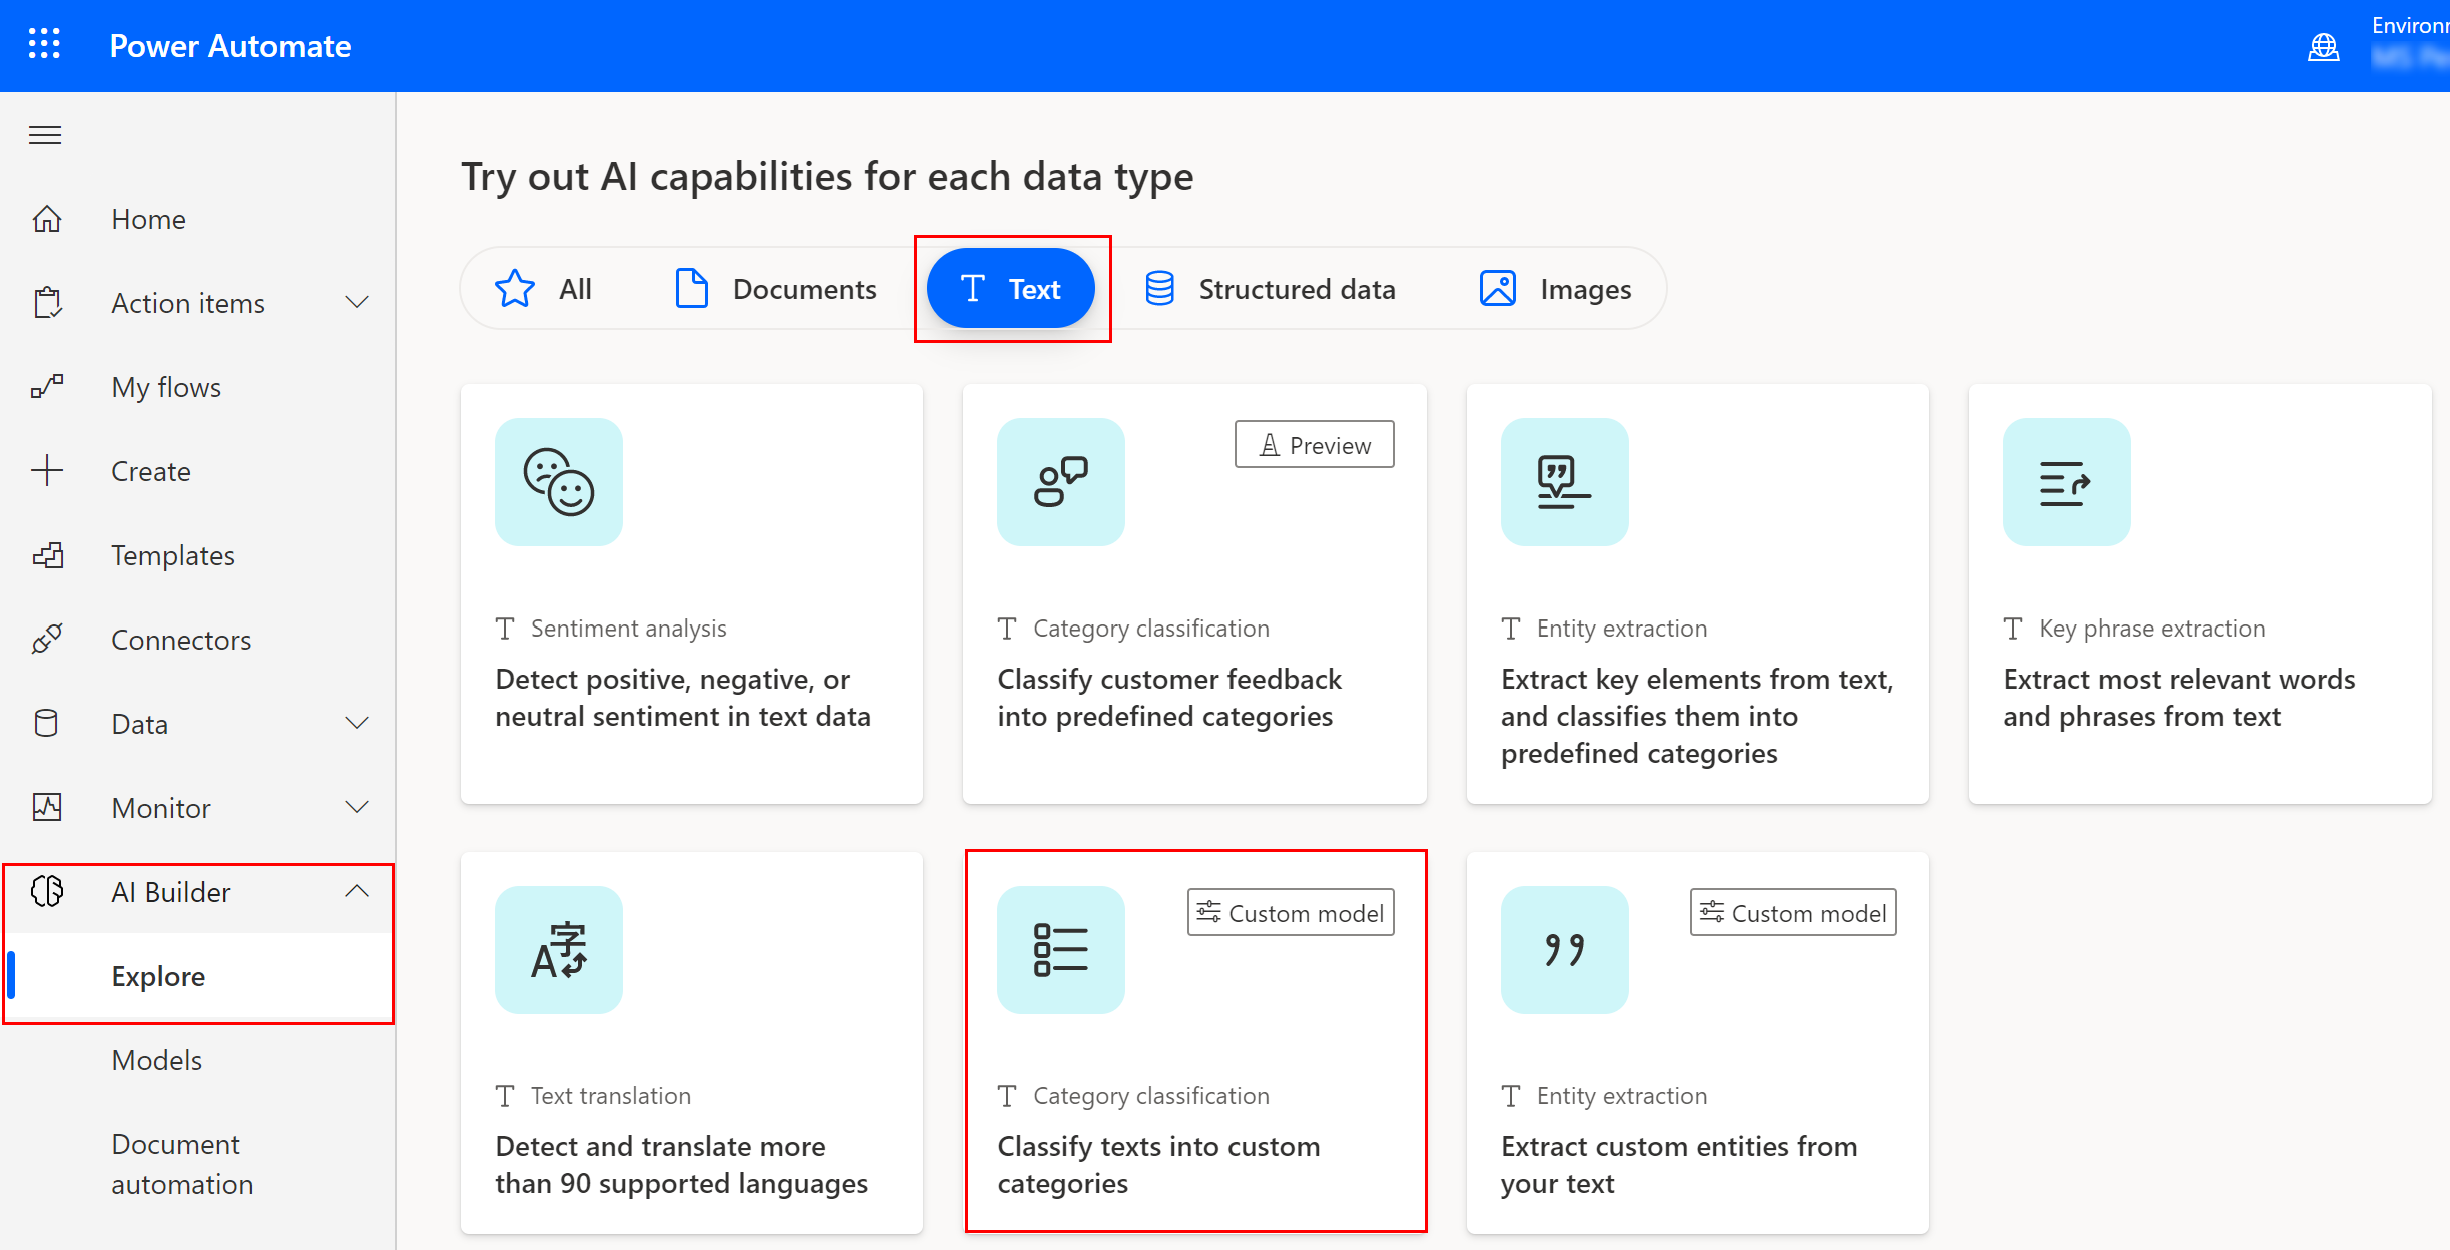 Power Automate
Home
Action items
My flows
Create
Templates
Connectors
Data
Monitor
AI Builder
Explore
Models
Document
automation
Try out AI capabilities for each data type
All
Documents
Text
Structured data
Images
Sentiment analysis
Detect positive, negative, or
neutral sentiment in text data
Preview
Category classification
Classify customer feedback
into predefined categories
Entity extraction
Extract key elements from text,
and classifies them into
predefined categories
Key phrase extraction
Extract most relevant words
and phrases from text
字
A
Text translation
Detect and translate more
than 90 supported languages
Custom model
Category classification
Classify texts into custom
categories
Custom model
Entity extraction
Extract custom entities from
your text